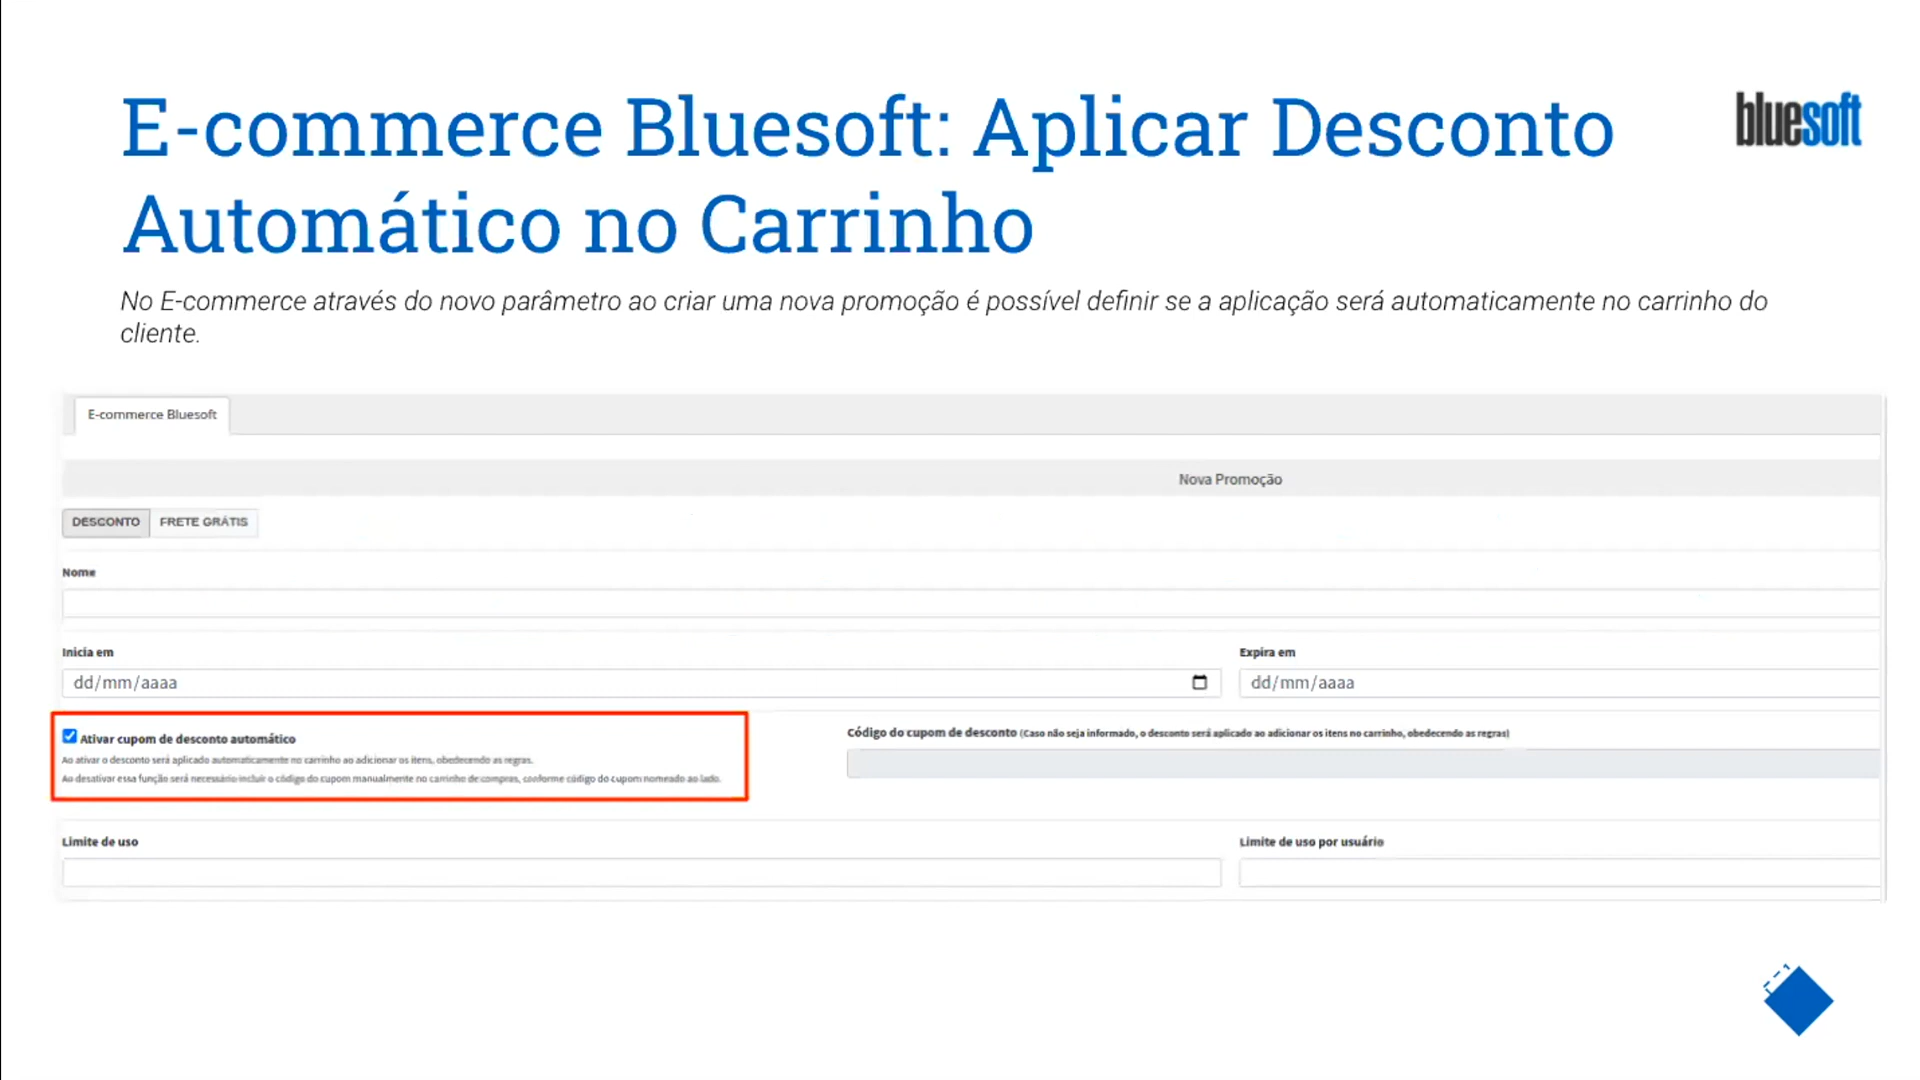 E-commerce Bluesoft: Aplicar Desconto
Automático no Carrinho
bluesoft
No E-commerce através do novo parâmetro ao criar uma nova promoção é possível definir se a aplicação será automaticamente no carrinho do
cliente.
E-commerce Bluesoft
Nova Promoção
DESCONTO FRETE GRÁTIS
Nome
Inicia em
Expira em
dd/mm/aaaa
dd/mm/aaaa
Ativar cupom de desconto automático
Ao ativar o desconto será aplicado automaticamente no carrinho ao adicionar os itens, obedecendo as regras.
Ao desativar essa função será necessário incluir o código do cupom manualmente no carrinho de compras, conforme código do cupom nomeado ao lado.
Código do cupom de desconto (Caso não seja informado, o desconto será aplicado ao adicionar os itens no carrinho, obedecendo as regras)
Limite de uso
Limite de uso por usuário